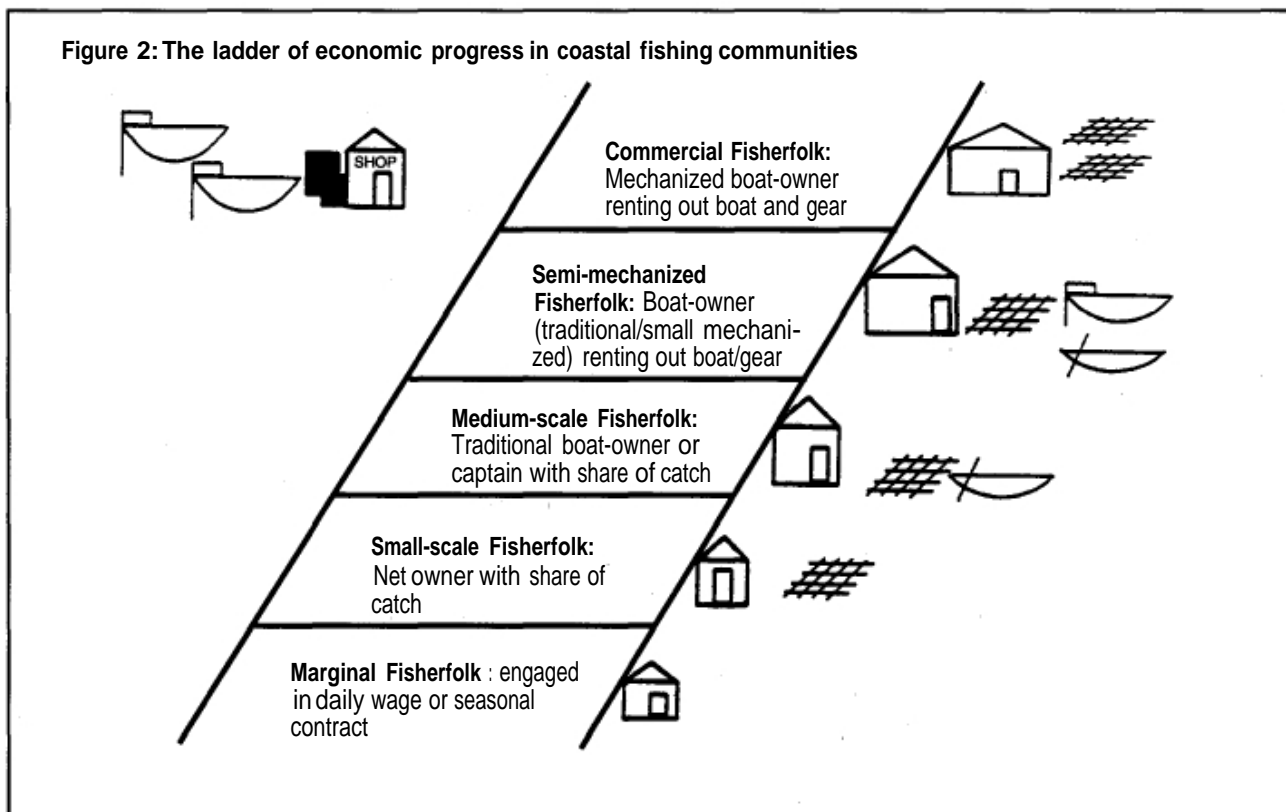 Figure 2: The ladder of economic progress in coastal fishing communities
SHOP
Commercial Fisherfolk:
Mechanized boat-owner
renting out boat and gear
Semi-mechanized
Fisherfolk: Boat-owner
(traditional/small mechani-
zed) renting out boat/gear
Medium-scale Fisherfolk:
Traditional boat-owner or
captain with share of catch
Small-scale Fisherfolk:
Net owner with share of
catch
Marginal Fisherfolk : engaged
in daily wage or seasonal
contract